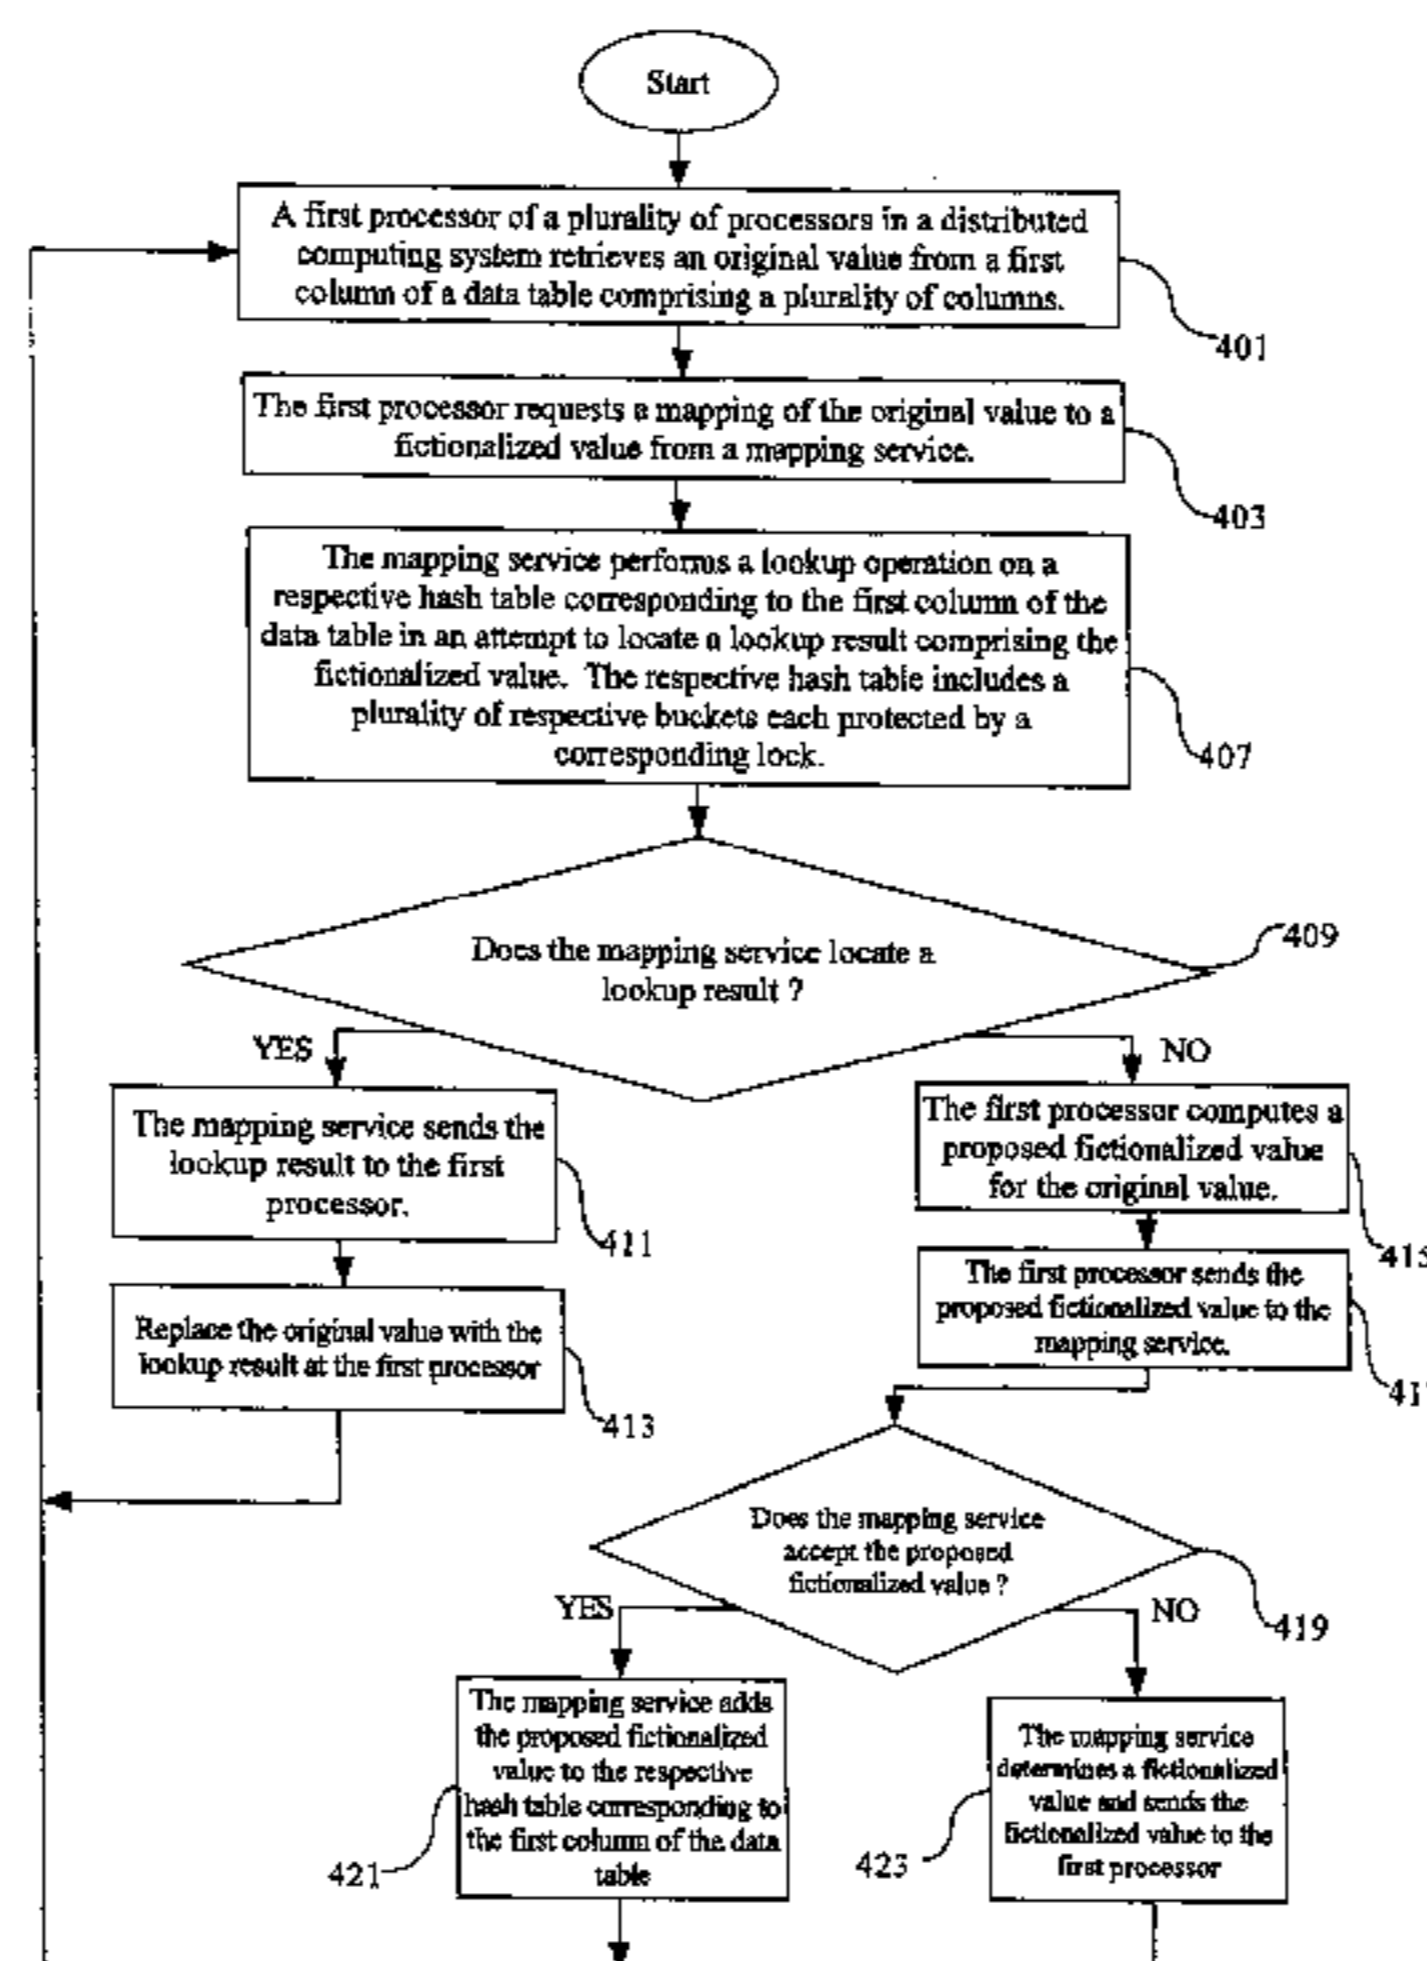 Start
A first processor of a plurality of processors in a distributed
computing system retrieves an original value from a first
column of a data table comprising a plurality of columns.
401
The first processor requests a mapping of the original value to a
fictionalized value from a mapping service.
403
The mapping service performs a lookup operation on a
respective hash table corresponding to the first column of the
data table in an attempt to locate a lookup result comprising the
fictionalized value. The respective hash table includes a
plurality of respective buckets each protected by a
corresponding lock.
407
Does the mapping service locate a
lookup result ?
409
YES
NO
The mapping service sends the
lookup result to the first
processor.
411
The first processor computes a
proposed fictionalized value
for the original value.
415
Replace the original value with the
lookup result at the first processor
413
The first processor sends the
proposed fictionalized value to the
mapping service.
41
Does the mapping service
accept the proposed
fictionalized value ?
419
YES
NO
The mapping service adds
the proposed fictionalized
value to the respective
hash table corresponding to
the first column of the data
table
421
The mapping service
determines a fictionalized
value and sends the
fictionalized value to the
first processor
423